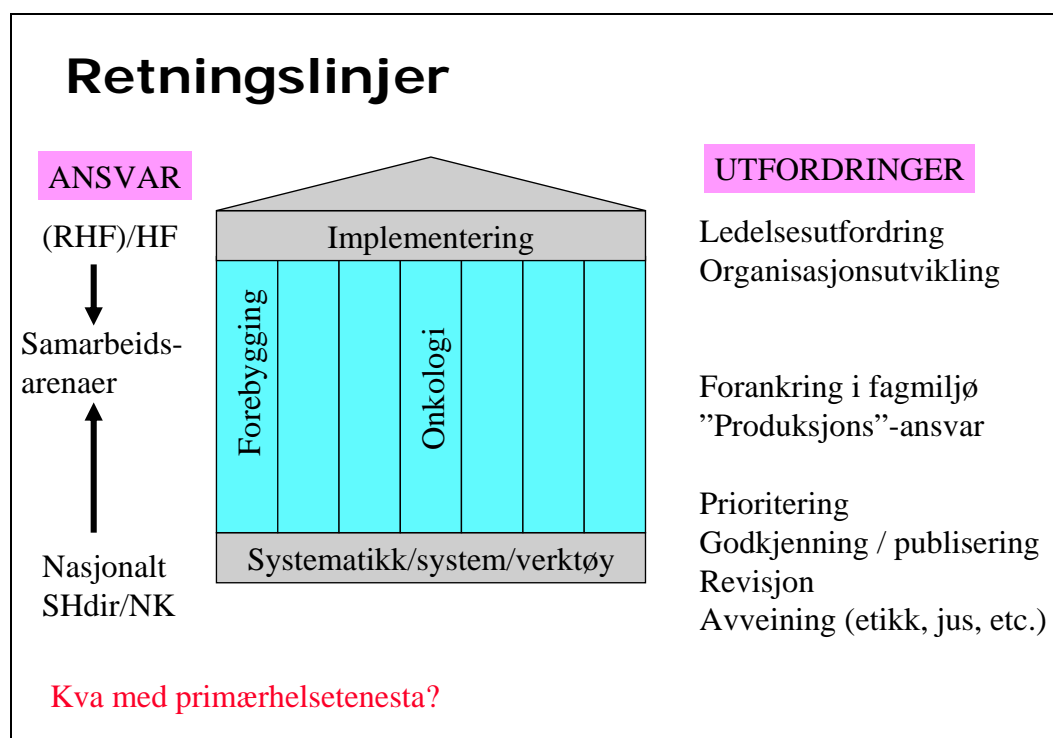 Retningslinjer
ANSVAR
(RHF)/HF
Samarbeids-
arenaer
Nasjonalt
SHdir/NK
Implementering
Forebygging
Onkologi
Systematikk/system/verktøy
UTFORDRINGER
Ledelsesutfordring
Organisasjonsutvikling
Forankring i fagmiljø
”Produksjons”-ansvar
Prioritering
Godkjenning / publisering
Revisjon
Avveining (etikk, jus, etc.)
Kva med primærhelsetenesta?